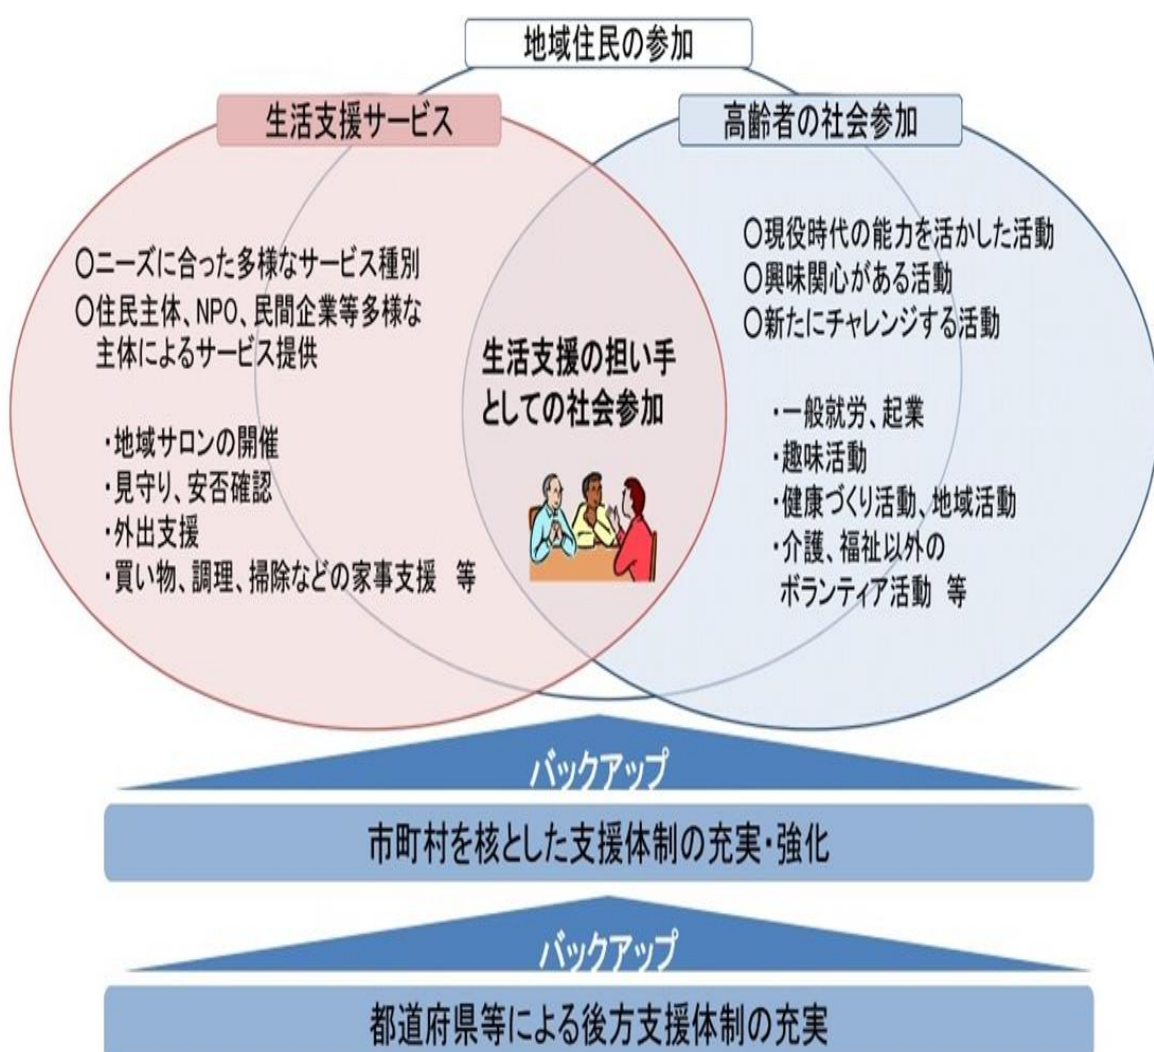 地域住民の参加
生活支援サービス
高齢者の社会参加
〇ニーズに合った多様なサービス種別
〇住民主体、NPO、民間企業等多様な
主体によるサービス提供
・地域サロンの開催
・見守り、安否確認
・外出支援
・買い物、調理、掃除などの家事支援 等
生活支援の担い手
としての社会参加
〇現役時代の能力を活かした活動
〇興味関心がある活動
〇新たにチャレンジする活動
・一般就労、起業
・趣味活動
・健康づくり活動、地域活動
・介護、福祉以外の
ボランティア活動 等
バックアップ
市町村を核とした支援体制の充実・強化
バックアップ
都道府県等による後方支援体制の充実